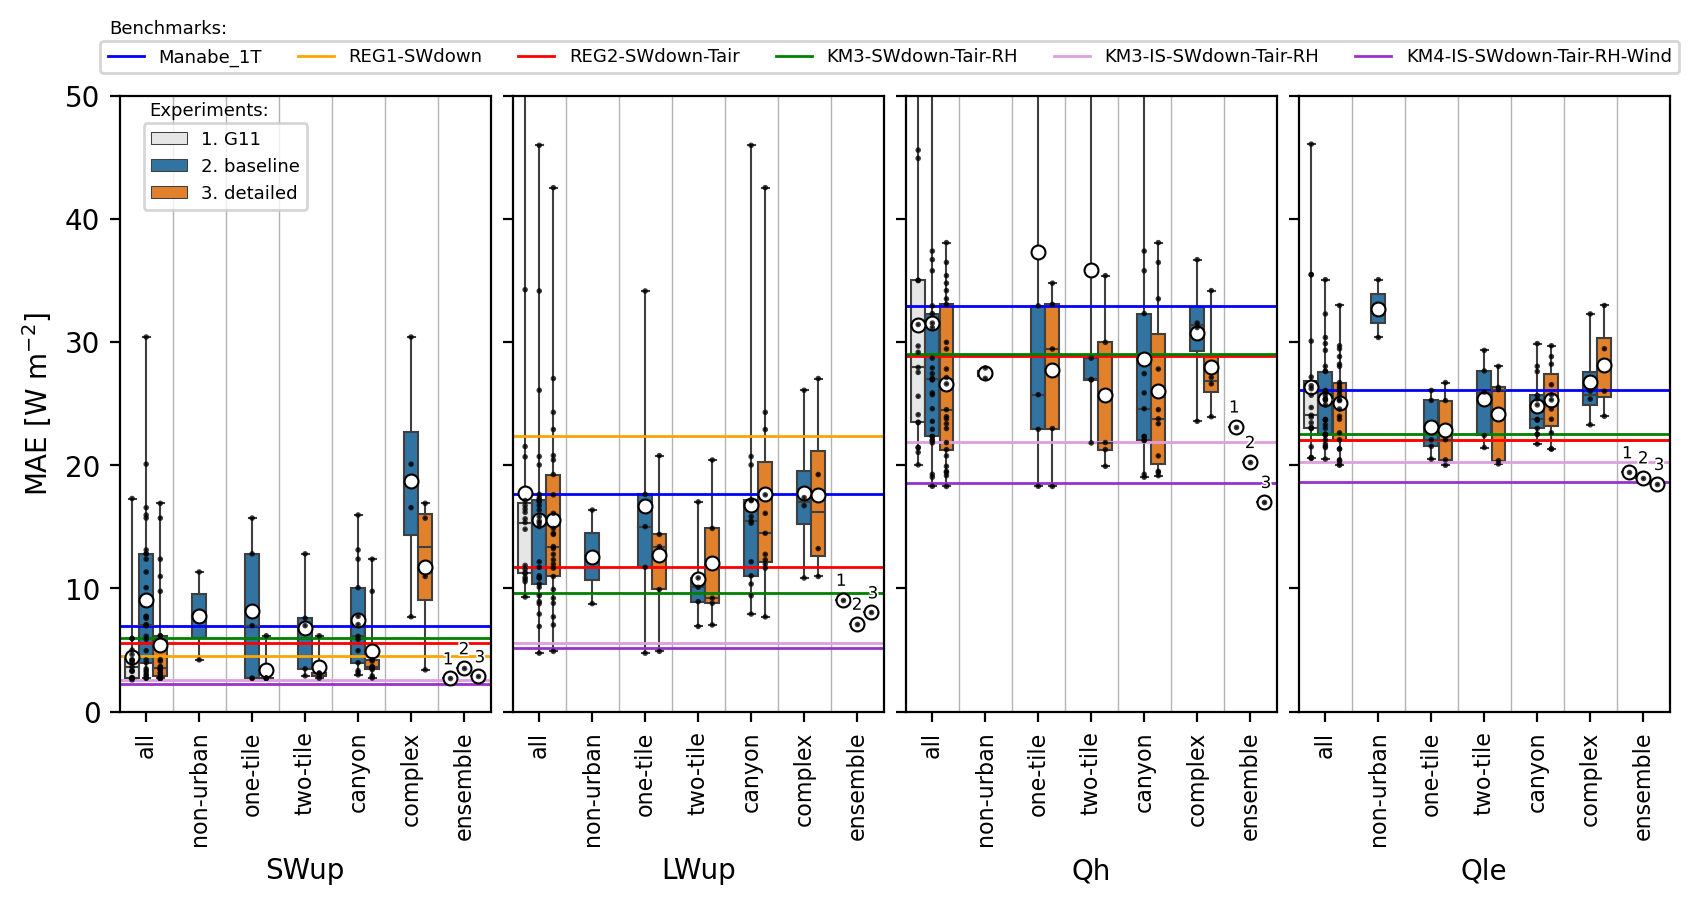 Benchmarks:
Manabe_1T REG1-SWdown REG2-SWdown-Tair KM3-SWdown-Tair-RH KM3-IS-SWdown-Tair-RH KM4-IS-SWdown-Tair-RH-Wind
Experiments:
1. G11
2. baseline
3. detailed
MAE [W m⁻²]
50
40
30
20
10
0
1 2 3
1 2 3
1 2 3
1 2 3
all non-urban one-tile two-tile canyon complex ensemble
all non-urban one-tile two-tile canyon complex ensemble
all non-urban one-tile two-tile canyon complex ensemble
all non-urban one-tile two-tile canyon complex ensemble
SWup LWup Qh Qle